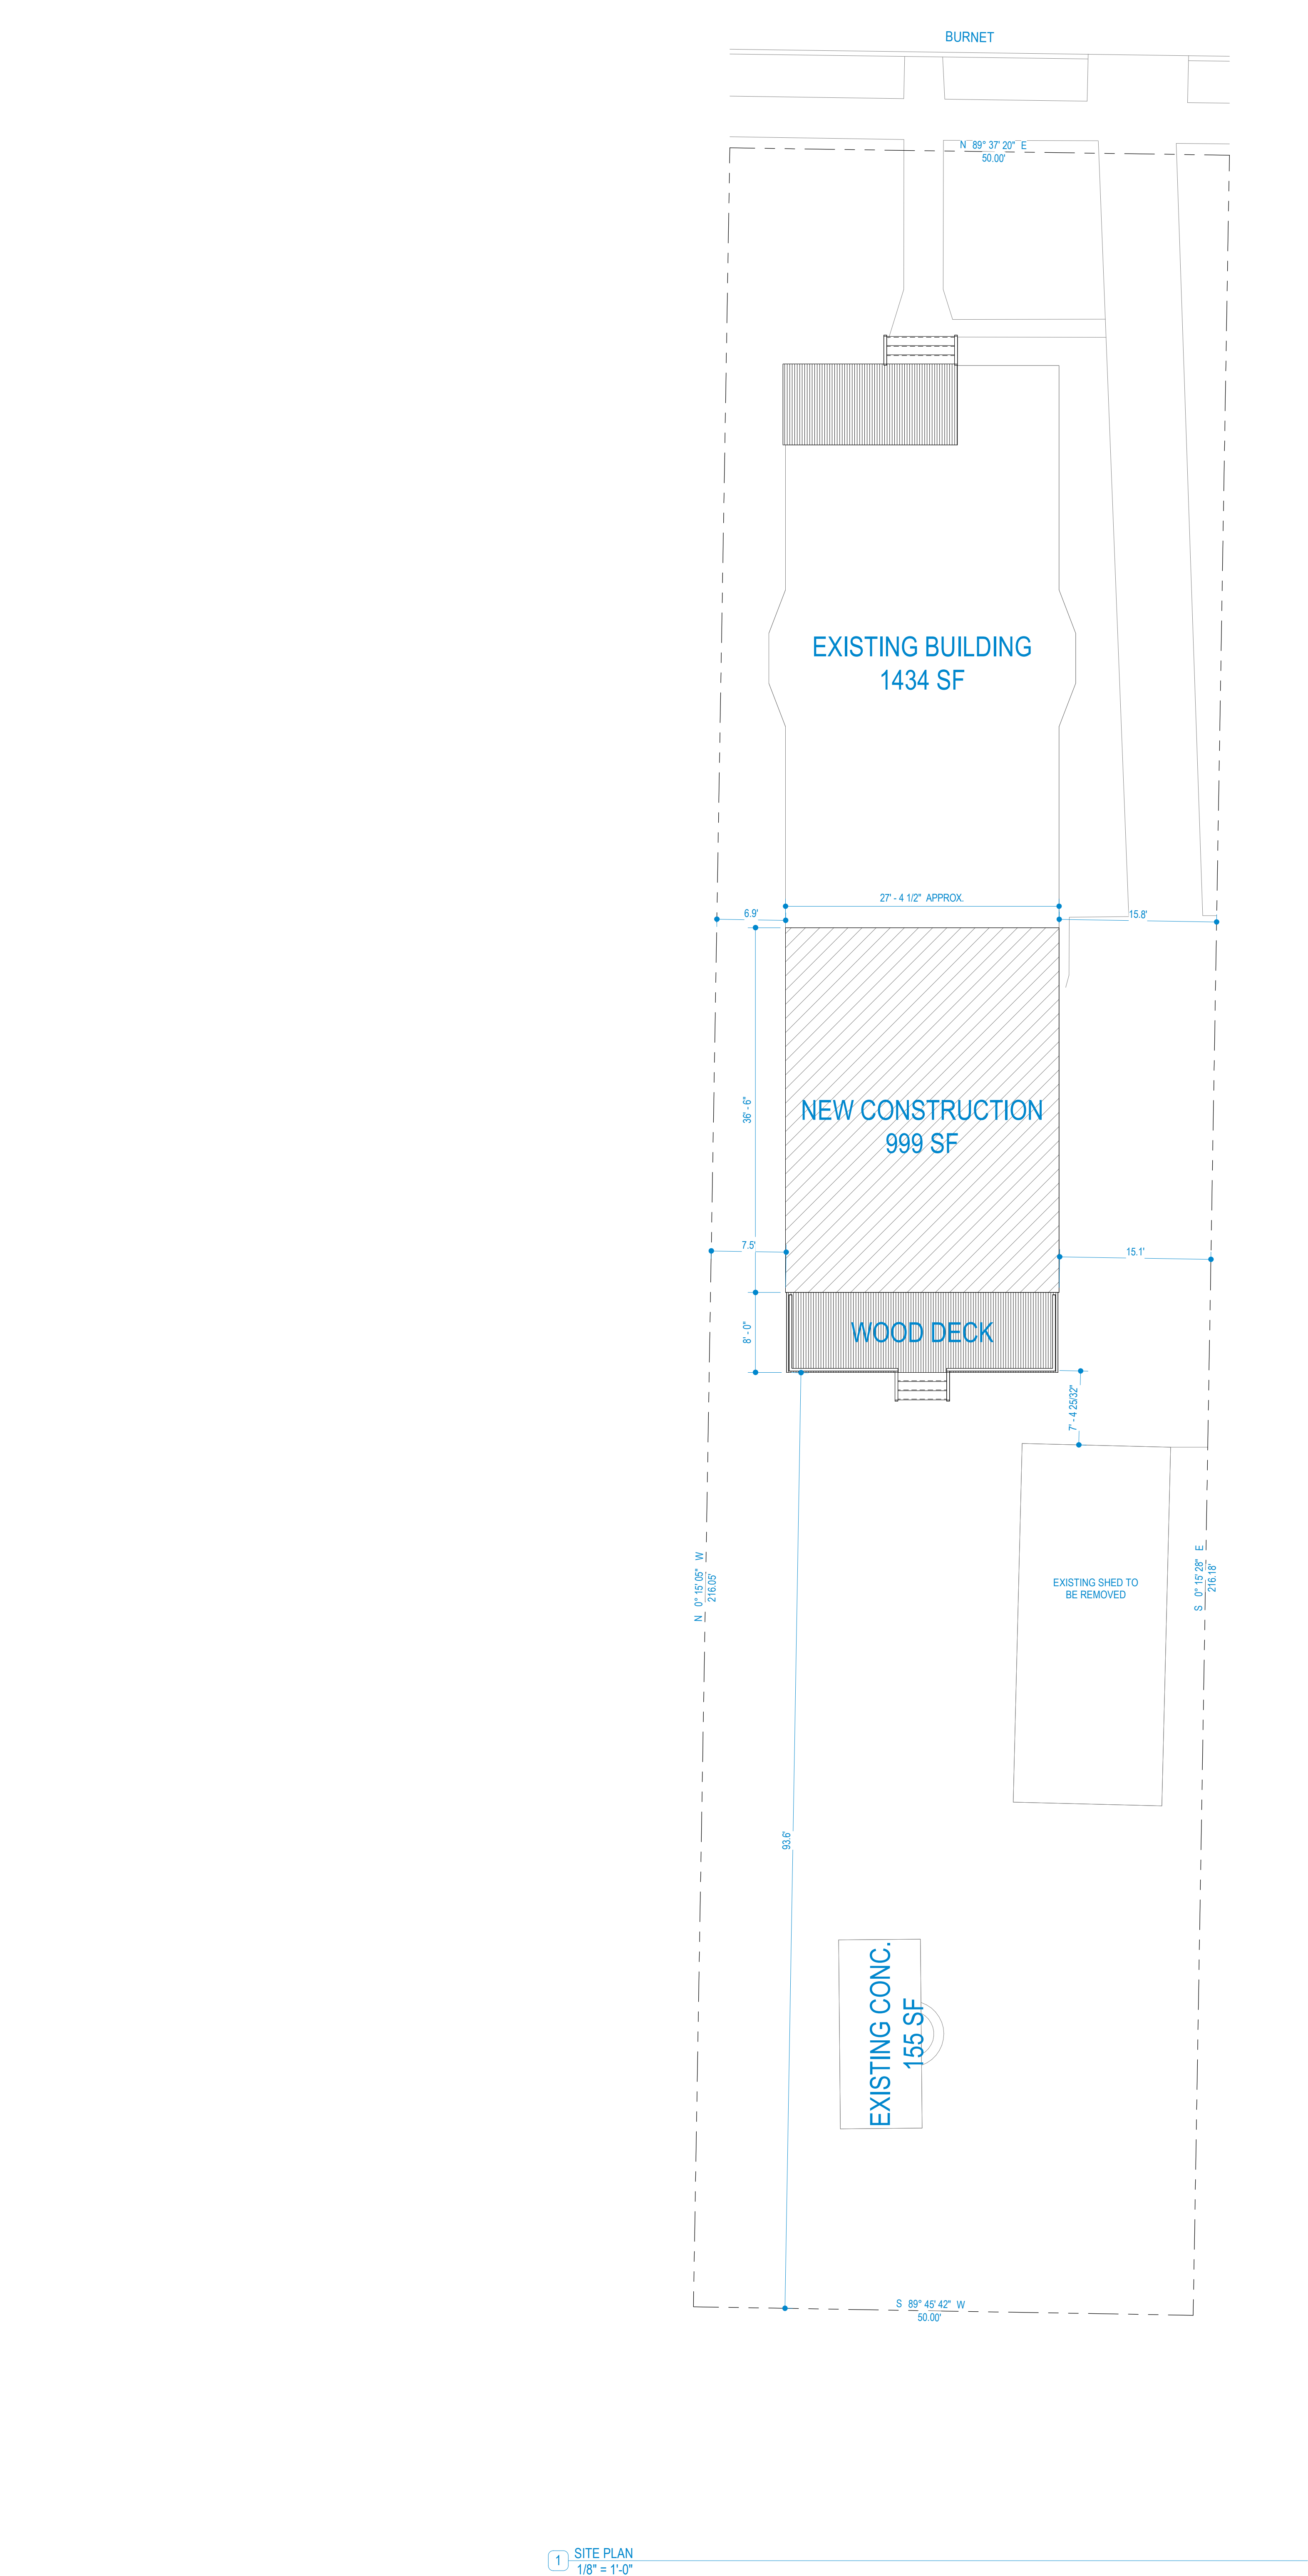 BURNET
N 89° 37' 20" E
50.00'
EXISTING BUILDING
1434 SF
27' - 4 1/2" APPROX.
6.9'
15.8'
36' - 6"
NEW CONSTRUCTION
999 SF
7.5'
15.1'
8' - 0"
WOOD DECK
7' - 4 25/32"
N 0° 15' 05" W
216.05'
S 0° 15' 28" E
216.18'
EXISTING SHED TO
BE REMOVED
93.6'
EXISTING CONC.
155 SF
S 89° 45' 42" W
50.00'
1
SITE PLAN
1/8" = 1'-0"